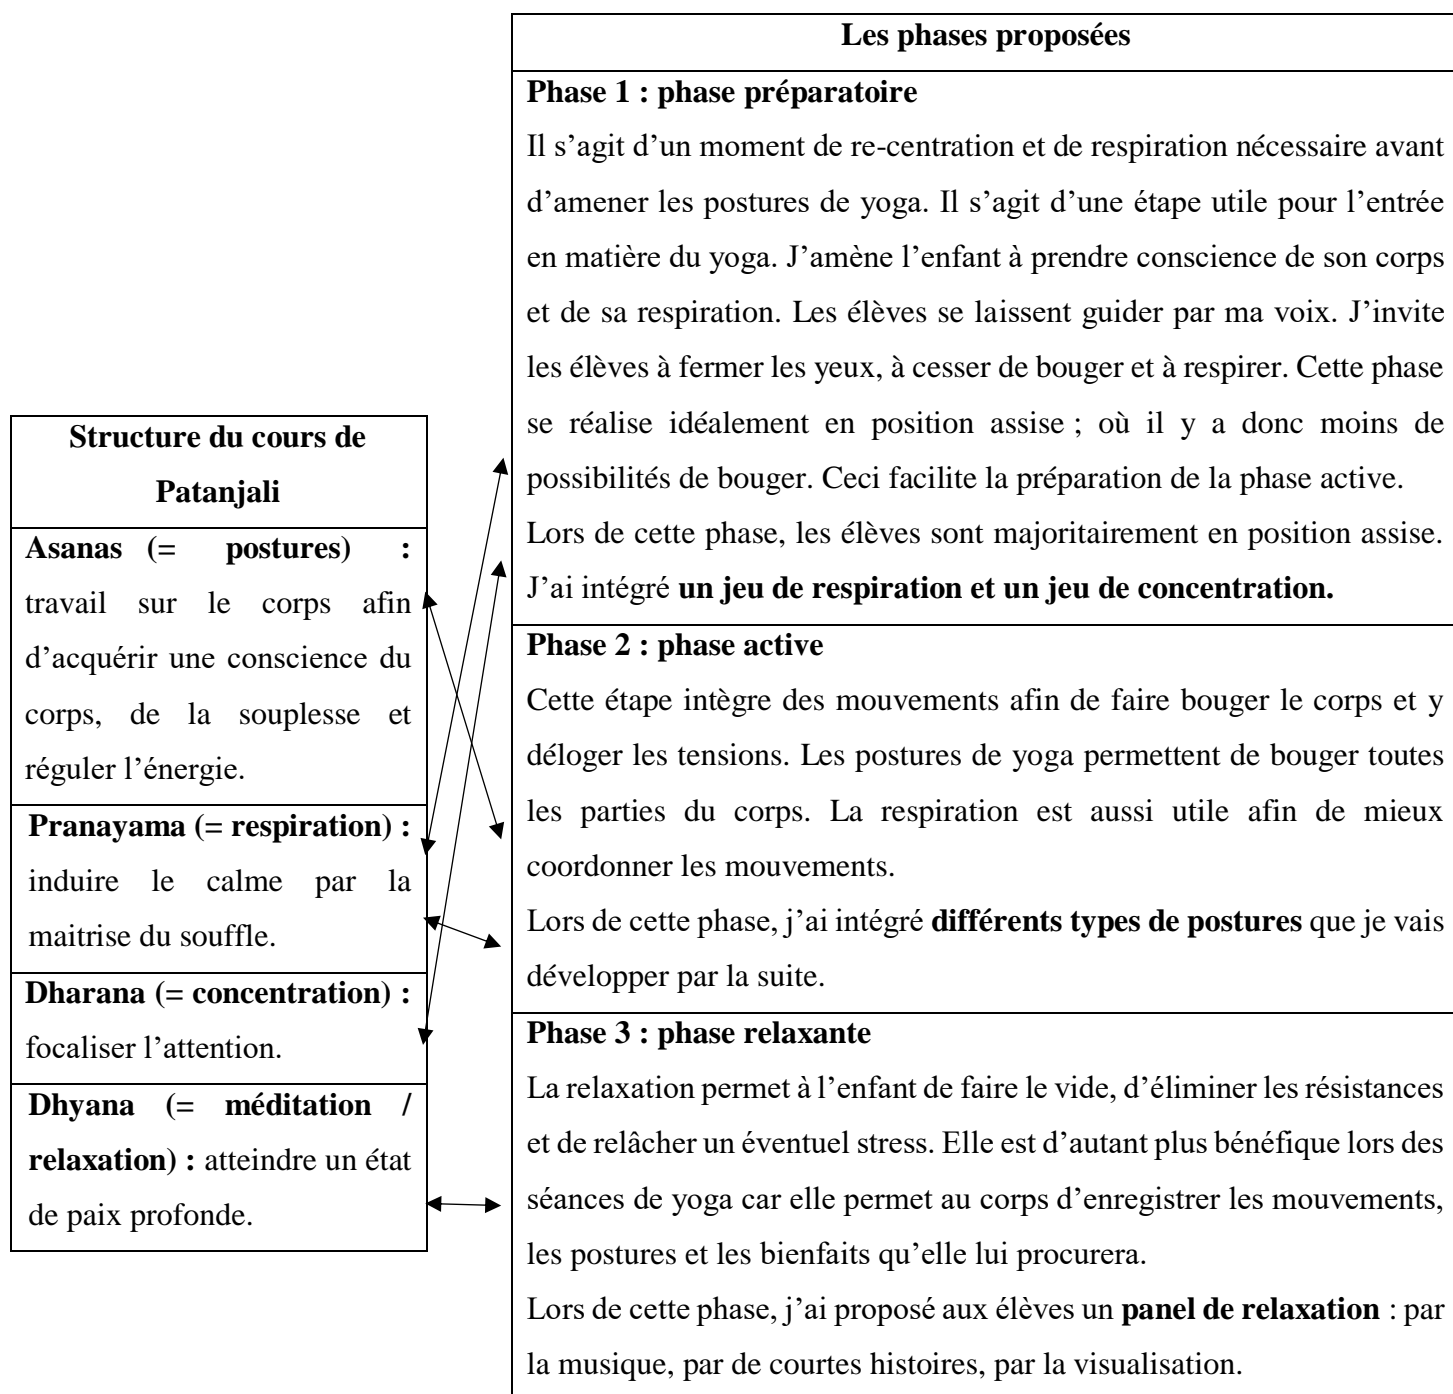 Structure du cours de
Patanjali
Asanas (= postures) :
travail sur le corps afin
d’acquérir une conscience du
corps, de la souplesse et
réguler l’énergie.
Pranayama (= respiration) :
induire le calme par la
maitrise du souffle.
Dharana (= concentration) :
focaliser l’attention.
Dhyana (= méditation /
relaxation) : atteindre un état
de paix profonde.
Les phases proposées
Phase 1 : phase préparatoire
Il s’agit d’un moment de re-centration et de respiration nécessaire avant
d’amener les postures de yoga. Il s’agit d’une étape utile pour l’entrée
en matière du yoga. J’amène l’enfant à prendre conscience de son corps
et de sa respiration. Les élèves se laissent guider par ma voix. J’invite
les élèves à fermer les yeux, à cesser de bouger et à respirer. Cette phase
se réalise idéalement en position assise ; où il y a donc moins de
possibilités de bouger. Ceci facilite la préparation de la phase active.
Lors de cette phase, les élèves sont majoritairement en position assise.
J’ai intégré un jeu de respiration et un jeu de concentration.
Phase 2 : phase active
Cette étape intègre des mouvements afin de faire bouger le corps et y
déloger les tensions. Les postures de yoga permettent de bouger toutes
les parties du corps. La respiration est aussi utile afin de mieux
coordonner les mouvements.
Lors de cette phase, j’ai intégré différents types de postures que je vais
développer par la suite.
Phase 3 : phase relaxante
La relaxation permet à l’enfant de faire le vide, d’éliminer les résistances
et de relâcher un éventuel stress. Elle est d’autant plus bénéfique lors des
séances de yoga car elle permet au corps d’enregistrer les mouvements,
les postures et les bienfaits qu’elle lui procurera.
Lors de cette phase, j’ai proposé aux élèves un panel de relaxation : par
la musique, par de courtes histoires, par la visualisation.